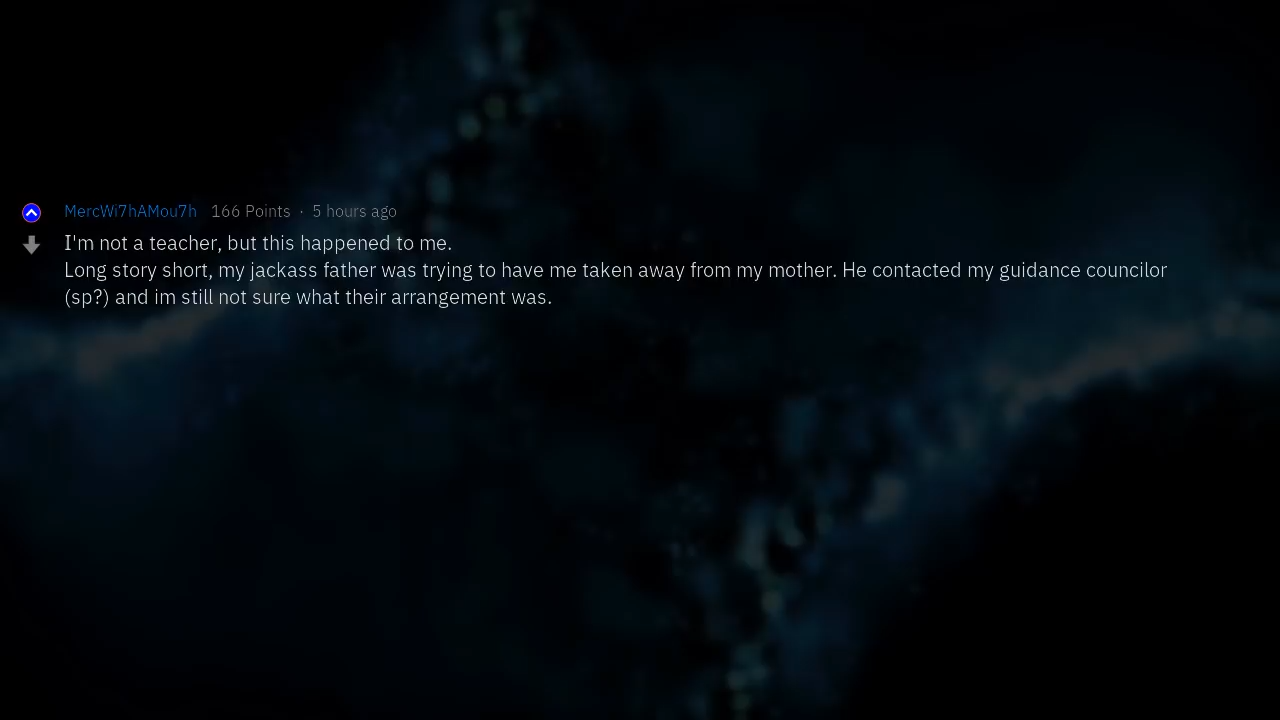 MercWi7hAMou7h 166 Points · 5 hours ago
I'm not a teacher, but this happened to me.
Long story short, my jackass father was trying to have me taken away from my mother. He contacted my guidance councilor
(sp?) and im still not sure what their arrangement was.